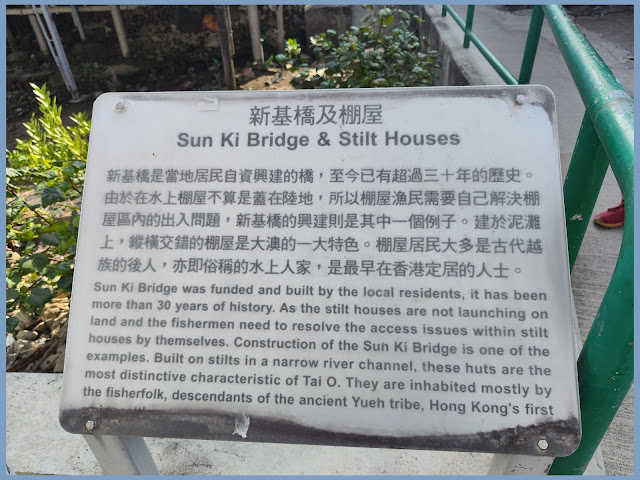 新基橋及棚屋
Sun Ki Bridge & Stilt Houses
新基橋是當地居民自資興建的橋，至今已有超過三十年的歷史。
由於在水上棚屋不算是蓋在陸地，所以棚屋漁民需要自己解決棚
屋區內的出入問題，新基橋的興建則是其中一個例子。建於泥灘
上，縱橫交錯的棚屋是大澳的一大特色。棚屋居民大多是古代越
族的後人，亦即俗稱的水上人家，是最早在香港定居的人士。
Sun Ki Bridge was funded and built by the local residents, it has been
more than 30 years of history. As the stilt houses are not launching on
land and the fishermen need to resolve the access issues within stilt
houses by themselves. Construction of the Sun Ki Bridge is one of the
examples. Built on stilts in a narrow river channel, these huts are the
most distinctive characteristic of Tai O. They are inhabited mostly by
the fisherfolk, descendants of the ancient Yueh tribe, Hong Kong's first